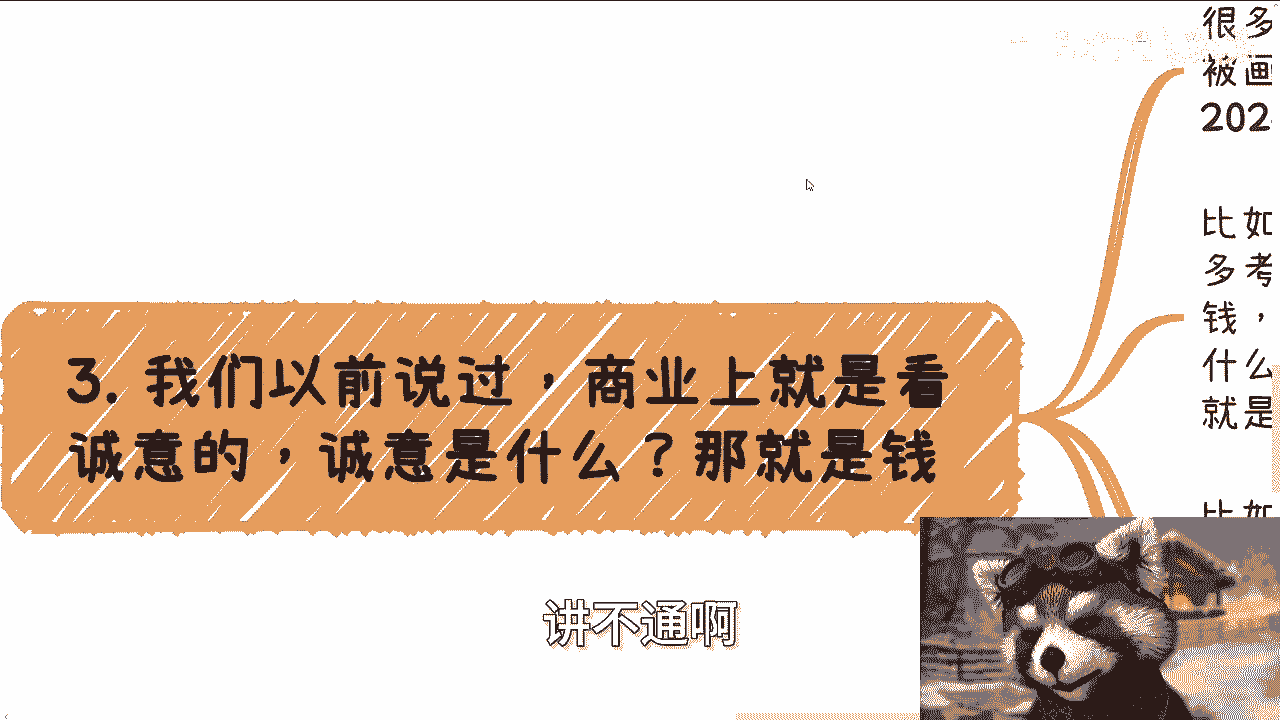 很多
被画
202
3. 我们以前说过，商业上就是看
诚意的，诚意是什么？那就是钱
比如
多考
钱，
什么
就是
比如
讲不通啊